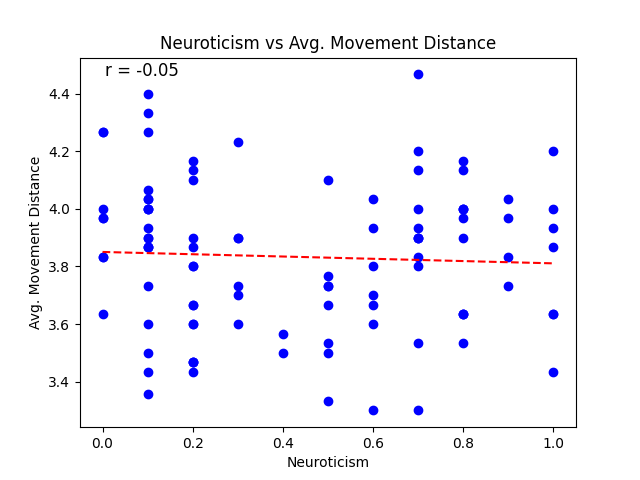 Neuroticism vs Avg. Movement Distance
r = -0.05
4.4
4.2
4.0
3.8
3.6
3.4
Avg. Movement Distance
0.0 0.2 0.4 0.6 0.8 1.0
Neuroticism